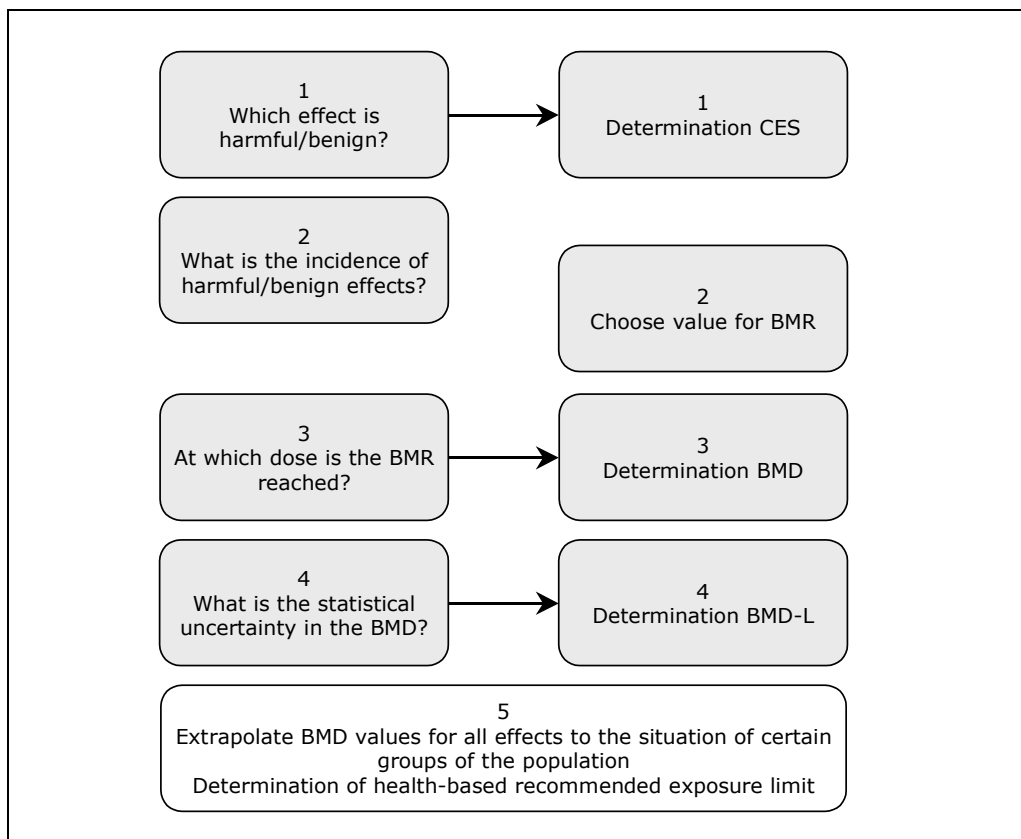 1
Which effect is
harmful/benign?
1
Determination CES
2
What is the incidence of
harmful/benign effects?
2
Choose value for BMR
3
At which dose is the BMR
reached?
3
Determination BMD
4
What is the statistical
uncertainty in the BMD?
4
Determination BMD-L
5
Extrapolate BMD values for all effects to the situation of certain
groups of the population
Determination of health-based recommended exposure limit